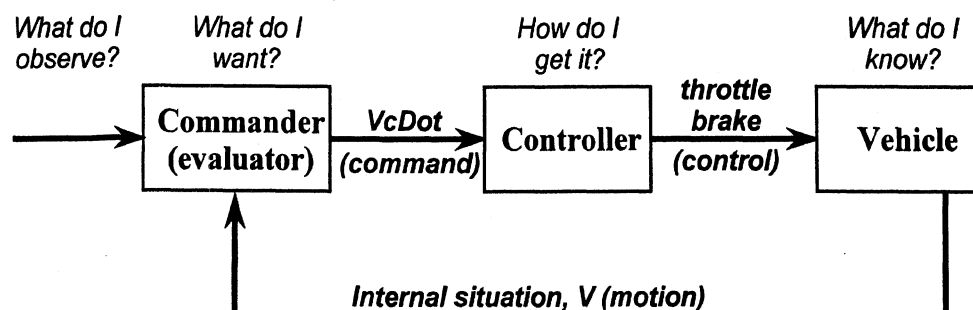 What do I
observe?
What do I
want?
How do I
get it?
What do I
know?
Commander
(evaluator)
VcDot
(command)
Controller
throttle
brake
(control)
Vehicle
Internal situation, V (motion)